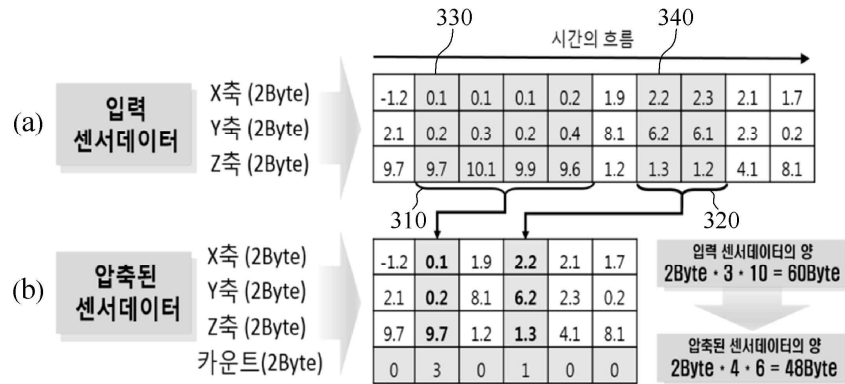 330
340
시간의 흐름
(a)
입력
센서데이터
X축 (2Byte)
Y축 (2Byte)
Z축 (2Byte)
-1.2 0.1 0.1 0.1 0.2 1.9 2.2 2.3 2.1 1.7
2.1 0.2 0.3 0.2 0.4 8.1 6.2 6.1 2.3 0.2
9.7 9.7 10.1 9.9 9.6 1.2 1.3 1.2 4.1 8.1
310
320
(b)
압축된
센서데이터
X축 (2Byte)
Y축 (2Byte)
Z축 (2Byte)
카운트(2Byte)
-1.2 0.1 1.9 2.2 2.1 1.7
2.1 0.2 8.1 6.2 2.3 0.2
9.7 9.7 1.2 1.3 4.1 8.1
0 3 0 1 0 0
입력 센서데이터의 양
2Byte * 3 * 10 = 60Byte
압축된 센서데이터의 양
2Byte * 4 * 6 = 48Byte